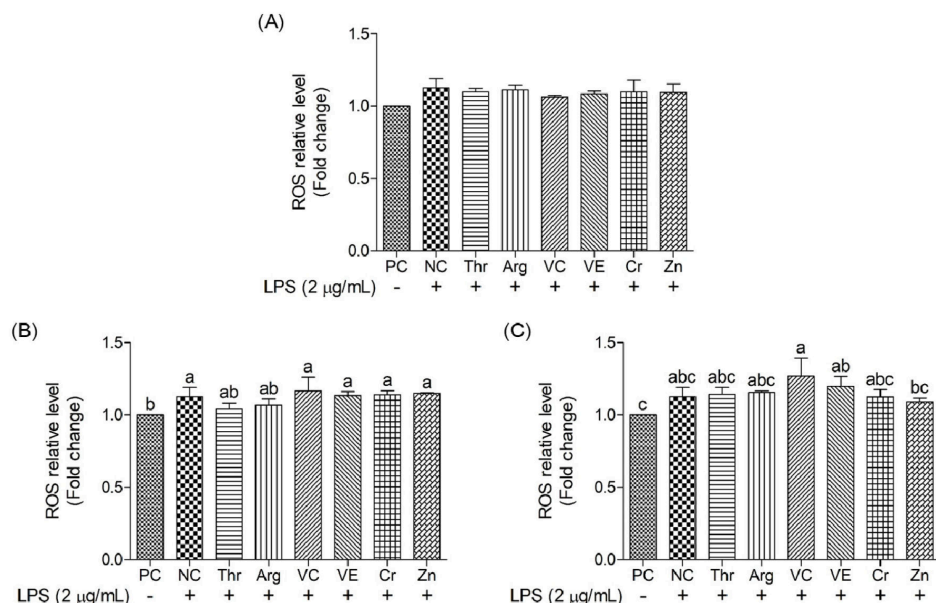 (A)
ROS relative level
(Fold change)
1.5
1.0
0.5
0.0
PC NC Thr Arg VC VE Cr Zn
LPS (2 μg/mL) - + + + + + + +
(B)
ROS relative level
(Fold change)
1.5
1.0
0.5
0.0
b a ab ab a a a a
PC NC Thr Arg VC VE Cr Zn
LPS (2 μg/mL) - + + + + + + +
(C)
ROS relative level
(Fold change)
1.5
1.0
0.5
0.0
c abc abc abc a ab abc bc
PC NC Thr Arg VC VE Cr Zn
LPS (2 μg/mL) - + + + + + + +